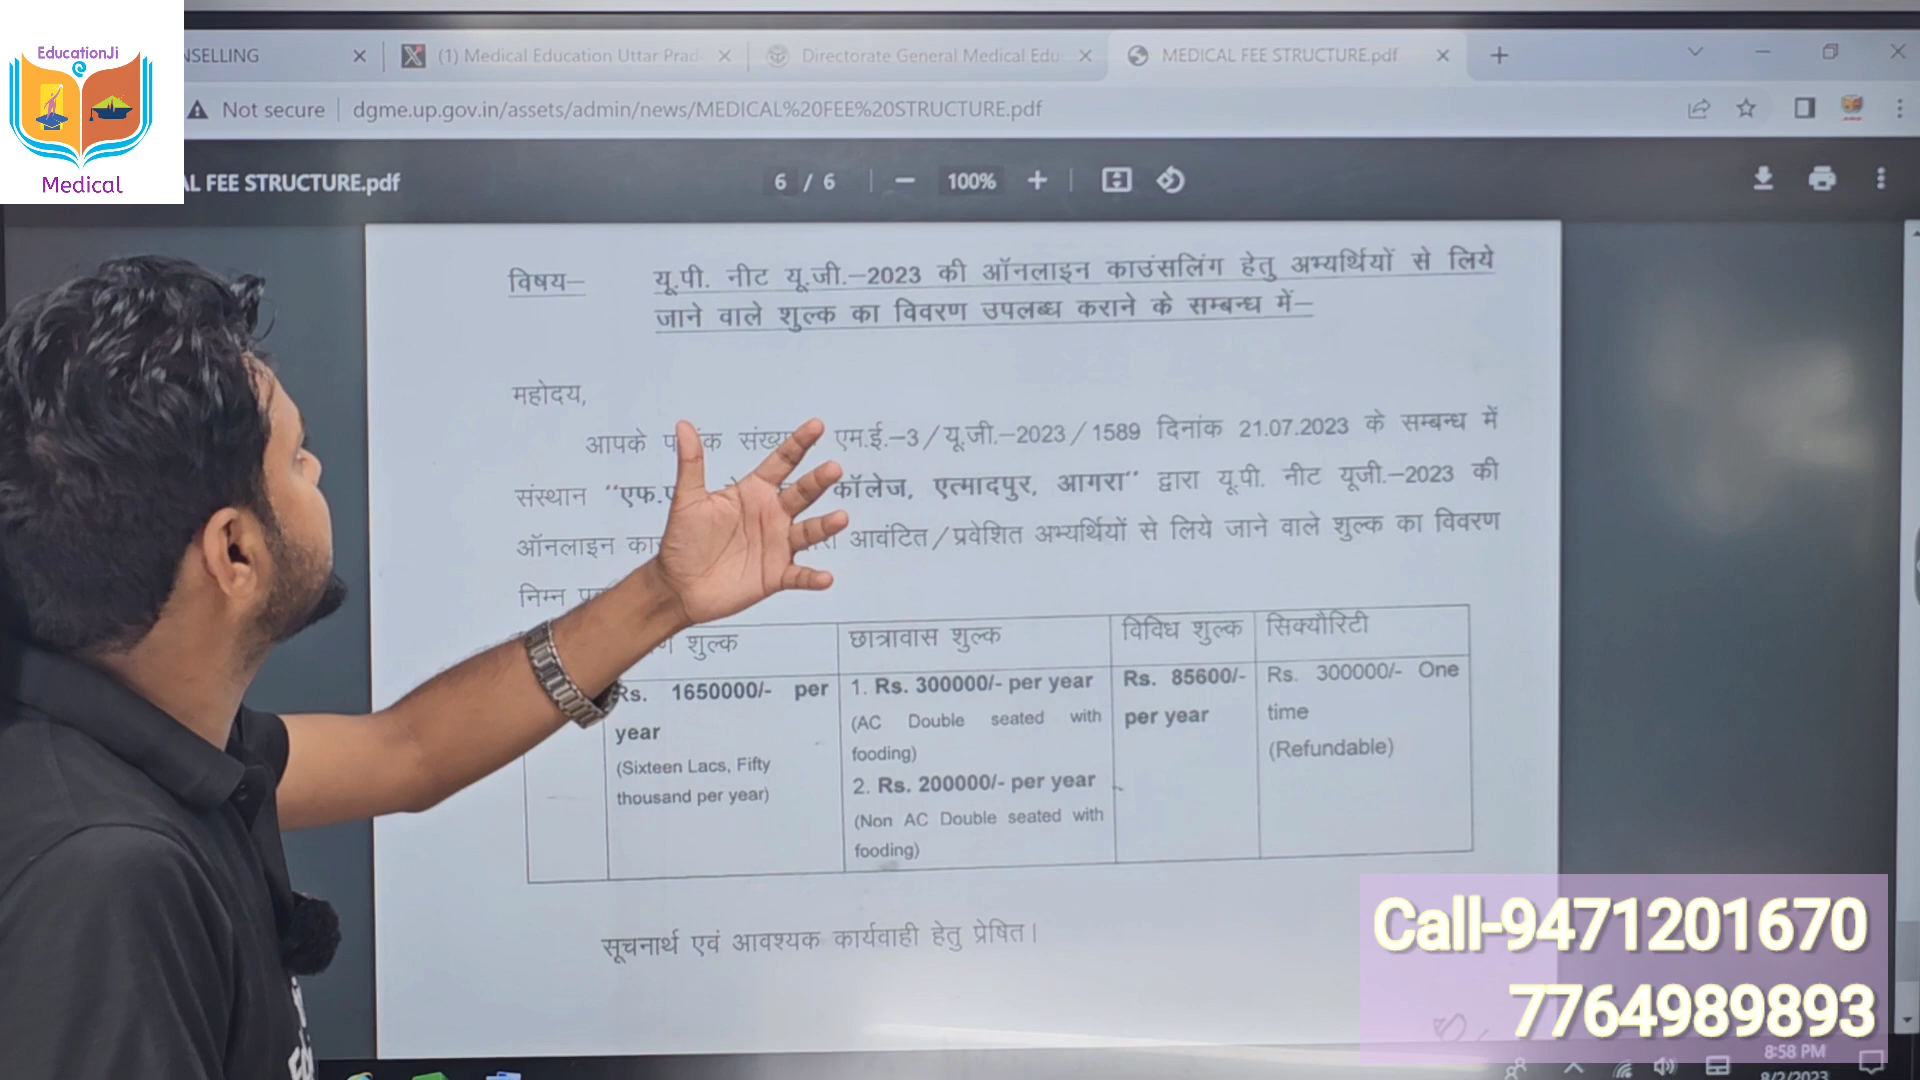 EducationJi
Medical
NSELLING
(1) Medical Education Uttar Prad
Directorate General Medical Edu
MEDICAL FEE STRUCTURE.pdf
Not secure
dgme.up.gov.in/assets/admin/news/MEDICAL%20FEE%20STRUCTURE.pdf
L FEE STRUCTURE.pdf
6 / 6
100%
विषय– यू.पी. नीट यू.जी.–2023 की ऑनलाइन काउंसलिंग हेतु अभ्यर्थियों से लिये
जाने वाले शुल्क का विवरण उपलब्ध कराने के सम्बन्ध में–
महोदय,
आपके संख्या एम.ई.–3/यू.जी.–2023/1589 दिनांक 21.07.2023 के सम्बन्ध में
संस्थान "एफ. कॉलेज, एत्मादपुर, आगरा" द्वारा यू.पी. नीट यूजी.–2023 की
ऑनलाइन आवंटित/प्रवेशित अभ्यर्थियों से लिये जाने वाले शुल्क का विवरण
निम्न
शुल्क
छात्रावास शुल्क
विविध शुल्क
सिक्यौरिटी
Rs. 1650000/- per
year
(Sixteen Lacs, Fifty
thousand per year)
1. Rs. 300000/- per year
(AC Double seated with
fooding)
2. Rs. 200000/- per year
(Non AC Double seated with
fooding)
Rs. 85600/-
per year
Rs. 300000/- One
time
(Refundable)
सूचनार्थ एवं आवश्यक कार्यवाही हेतु प्रेषित।
Call-9471201670
7764989893
8:58 PM
8/2/2023